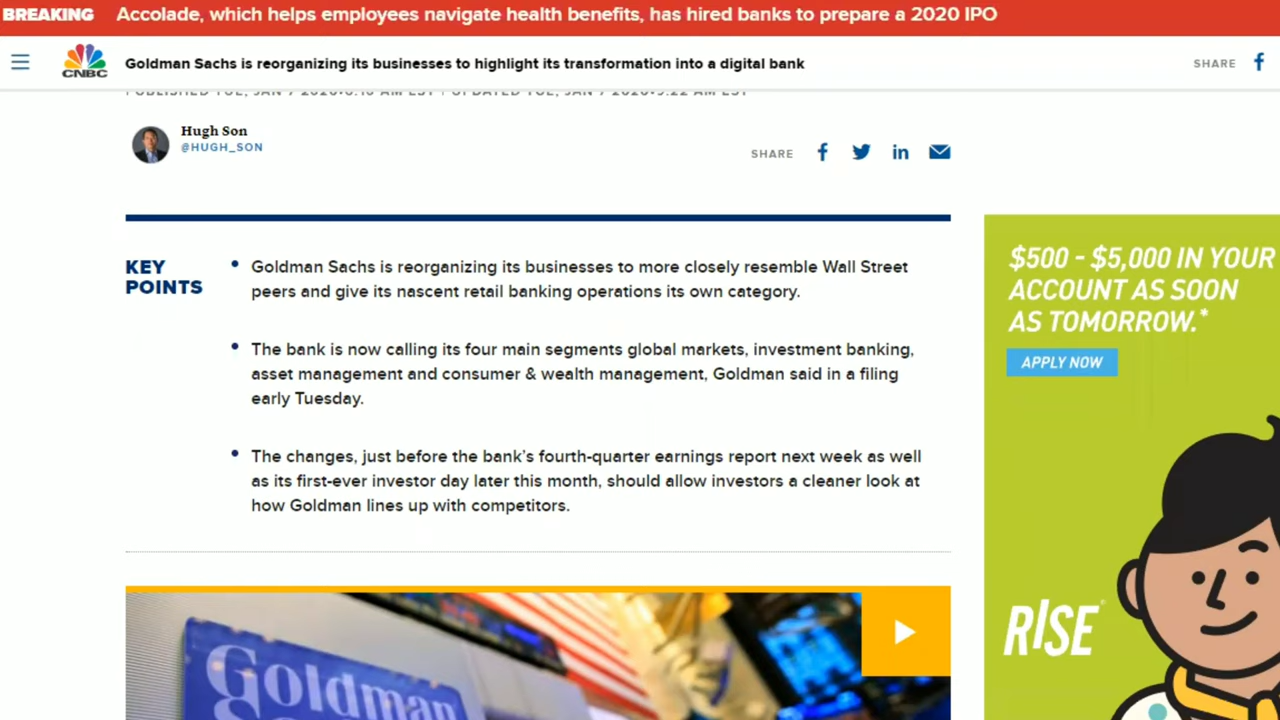 BREAKING Accolade, which helps employees navigate health benefits, has hired banks to prepare a 2020 IPO
CNBC
Goldman Sachs is reorganizing its businesses to highlight its transformation into a digital bank
SHARE
Hugh Son
@HUGH_SON
SHARE
KEY
POINTS
Goldman Sachs is reorganizing its businesses to more closely resemble Wall Street
peers and give its nascent retail banking operations its own category.
The bank is now calling its four main segments global markets, investment banking,
asset management and consumer & wealth management, Goldman said in a filing
early Tuesday.
The changes, just before the bank's fourth-quarter earnings report next week as well
as its first-ever investor day later this month, should allow investors a cleaner look at
how Goldman lines up with competitors.
$500 - $5,000 IN YOUR
ACCOUNT AS SOON
AS TOMORROW.*
APPLY NOW
RISE
Goldman